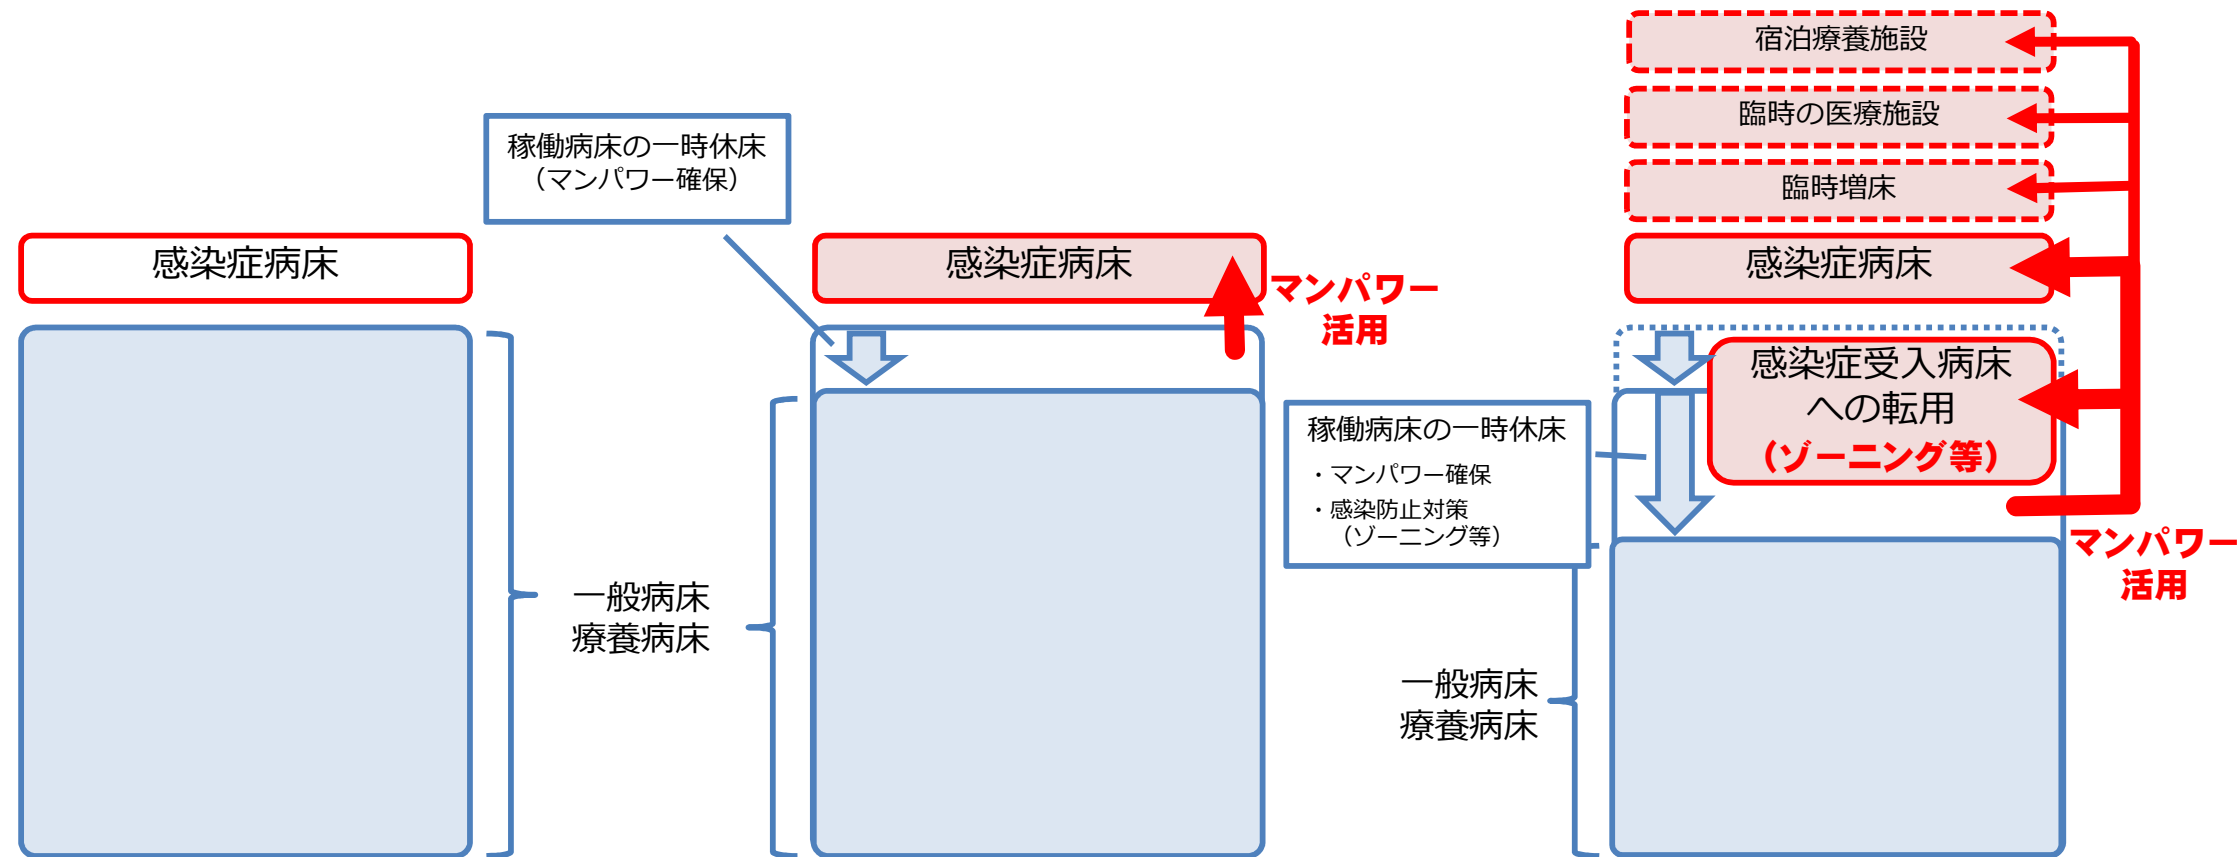 宿泊療養施設
臨時の医療施設
臨時増床
稼働病床の一時休床
（マンパワー確保）
感染症病床
感染症病床
マンパワー
活用
感染症病床
感染症受入病床
への転用
（ゾーニング等）
稼働病床の一時休床
・マンパワー確保
・感染防止対策
（ゾーニング等）
マンパワー
活用
一般病床
療養病床
一般病床
療養病床